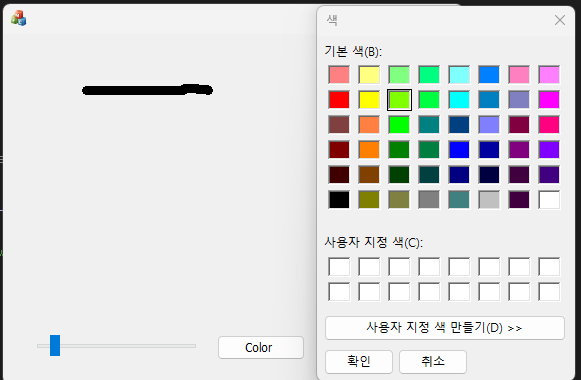 색
기본 색(B):
사용자 지정 색(C):
사용자 지정 색 만들기(D) >>
Color
확인
취소